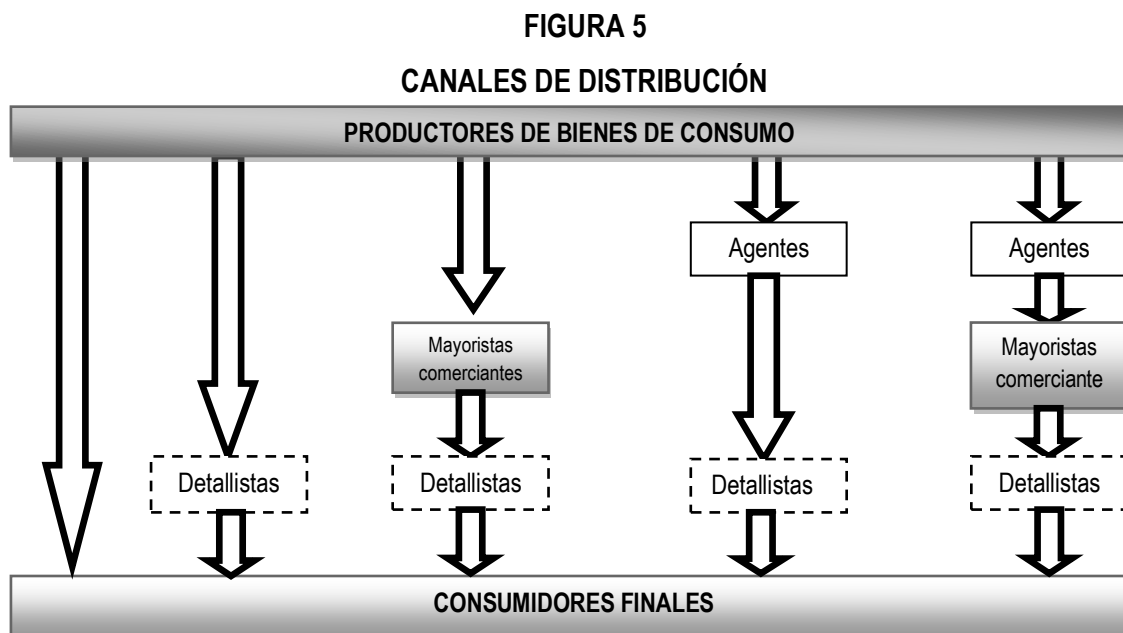 FIGURA 5
CANALES DE DISTRIBUCIÓN
PRODUCTORES DE BIENES DE CONSUMO
Agentes
Agentes
Mayoristas
comerciantes
Mayoristas
comerciante
Detallistas
Detallistas
Detallistas
Detallistas
CONSUMIDORES FINALES